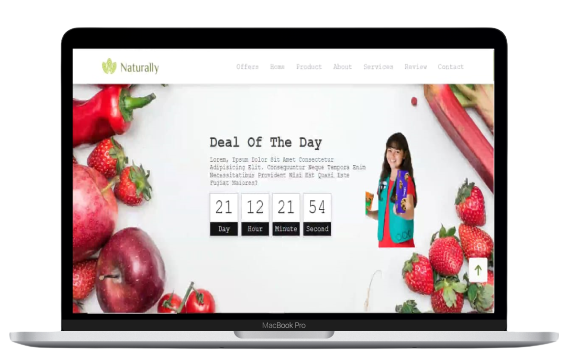 Naturally
Offers Home Product About Services Review Contact
Deal Of The Day
Lorem, Ipsum Dolor Sit Amet Consectetur
Adipisicing Elit. Consequuntur Neque Tempora Enim
Necessitatibus Provident Nisi Est Quasi Iste
Fugiat Maiores?
21 12 21 54
Day Hour Minute Second
MacBook Pro